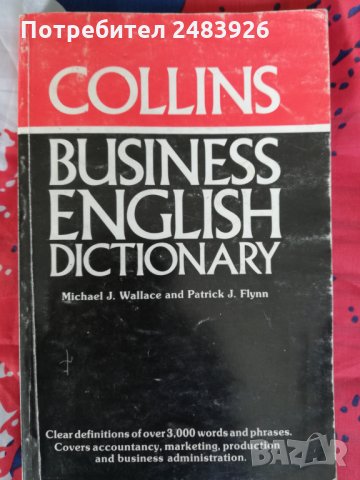 Потребител 2483926
COLLINS
BUSINESS
ENGLISH
DICTIONARY
Michael J. Wallace and Patrick J. Flynn
Clear definitions of over 3,000 words and phrases.
Covers accountancy, marketing, production
and business administration.
BAZAR